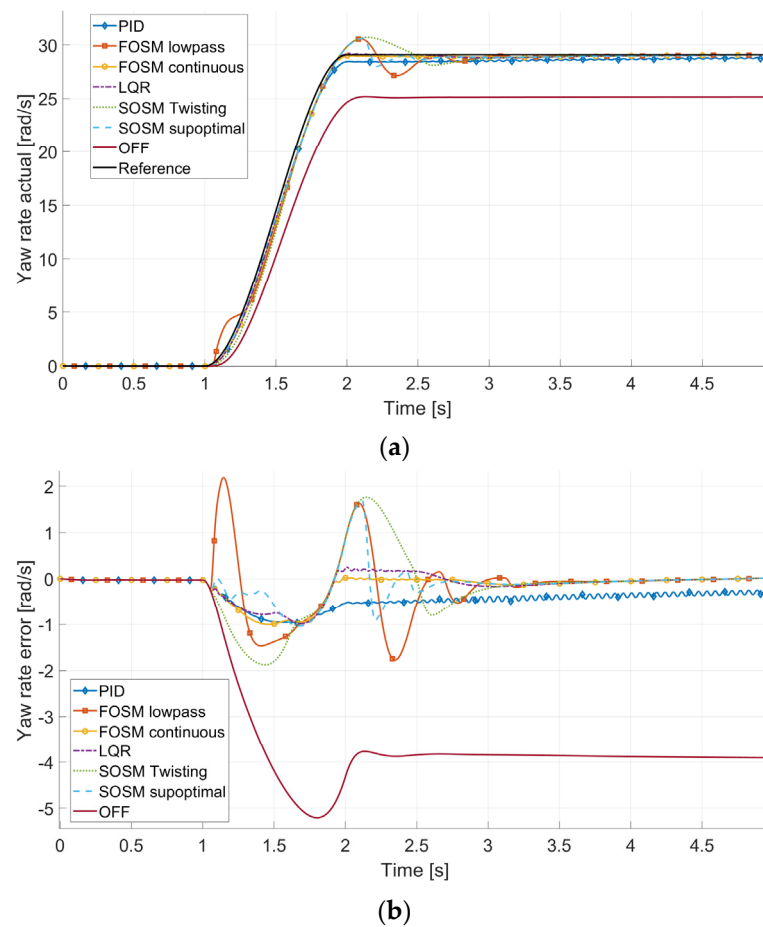 PID
FOSM lowpass
FOSM continuous
LQR
SOSM Twisting
SOSM supoptimal
OFF
Reference
Yaw rate actual [rad/s]
30
25
20
15
10
5
0
0 0.5 1 1.5 2 2.5 3 3.5 4 4.5
Time [s]
(a)
Yaw rate error [rad/s]
2
1
0
-1
-2
-3
-4
-5
PID
FOSM lowpass
FOSM continuous
LQR
SOSM Twisting
SOSM supoptimal
OFF
0 0.5 1 1.5 2 2.5 3 3.5 4 4.5
Time [s]
(b)